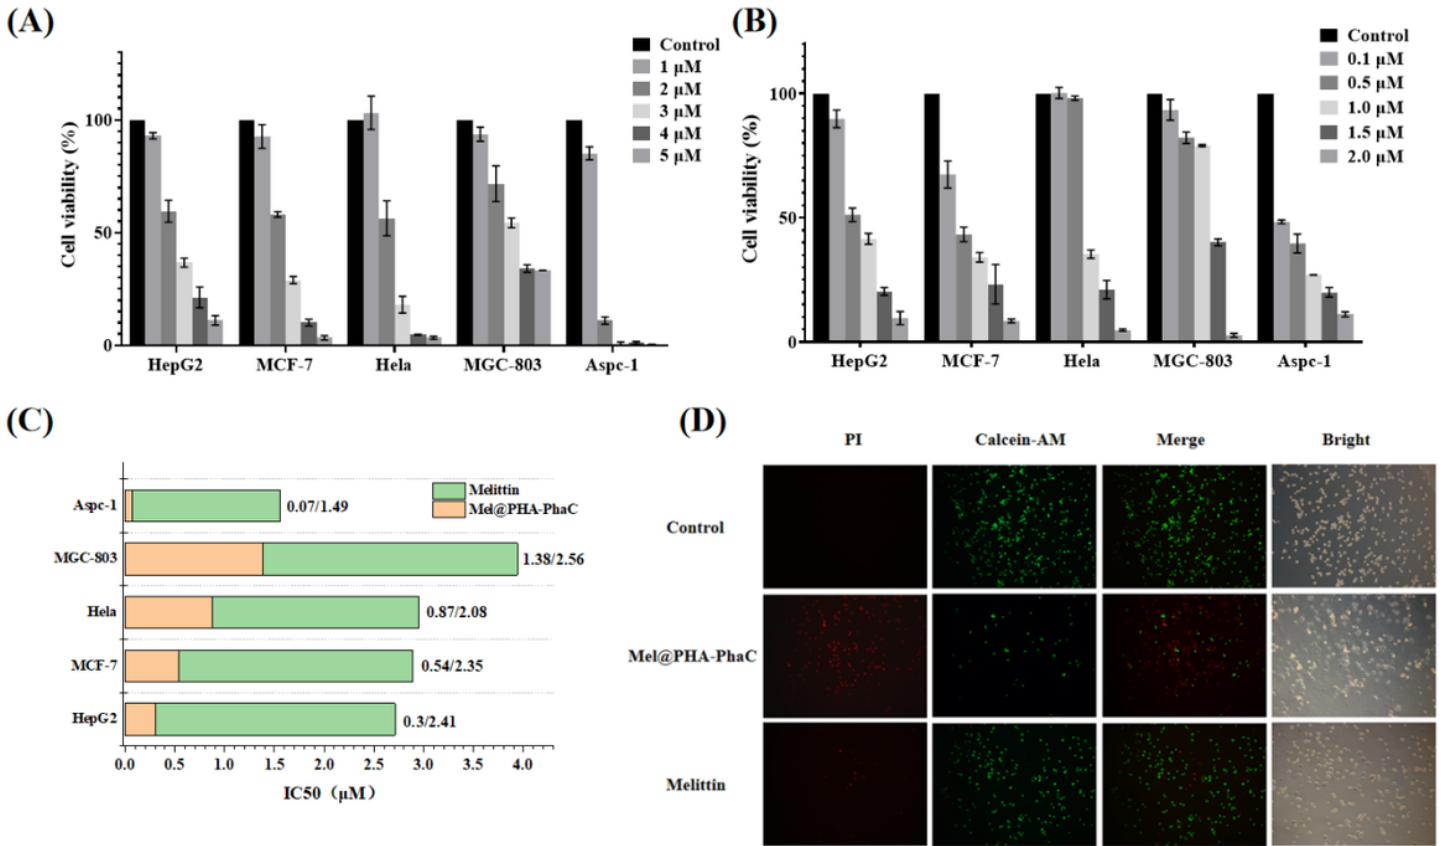 (A)
Cell viability (%)
100
50
0
Control
1 μM
2 μM
3 μM
4 μM
5 μM
HepG2 MCF-7 Hela MGC-803 Aspc-1
(B)
Cell viability (%)
100
50
0
Control
0.1 μM
0.5 μM
1.0 μM
1.5 μM
2.0 μM
HepG2 MCF-7 Hela MGC-803 Aspc-1
(C)
Melittin
Mel@PHA-PhaC
Aspc-1 0.07/1.49
MGC-803 1.38/2.56
Hela 0.87/2.08
MCF-7 0.54/2.35
HepG2 0.3/2.41
0.0 0.5 1.0 1.5 2.0 2.5 3.0 3.5 4.0
IC50（μM）
(D)
PI Calcein-AM Merge Bright
Control
Mel@PHA-PhaC
Melittin